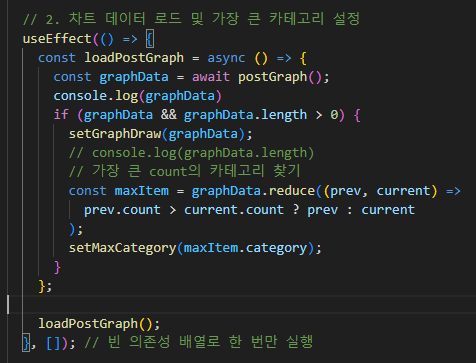 // 2. 차트 데이터 로드 및 가장 큰 카테고리 설정
useEffect(() => {
  const loadPostGraph = async () => {
    const graphData = await postGraph();
    console.log(graphData)
    if (graphData && graphData.length > 0) {
      setGraphDraw(graphData);
      // console.log(graphData.length)
      // 가장 큰 count의 카테고리 찾기
      const maxItem = graphData.reduce((prev, current) =>
        prev.count > current.count ? prev : current
      );
      setMaxCategory(maxItem.category);
    }
  };
  loadPostGraph();
}, []); // 빈 의존성 배열로 한 번만 실행